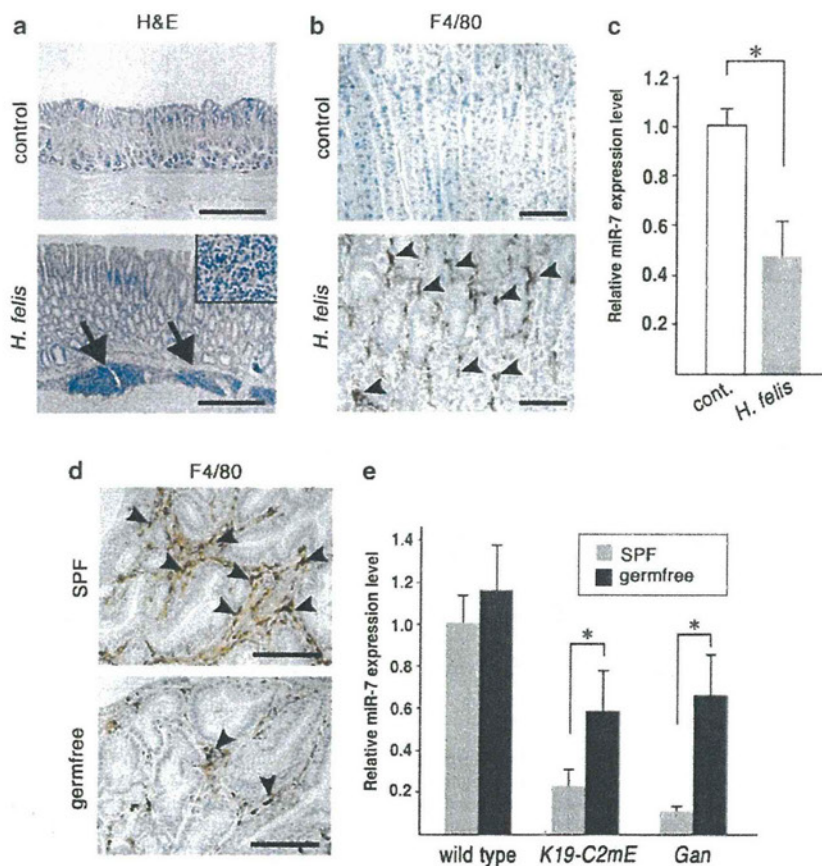 a
H&E
control
H. felis
b
F4/80
c
*
1.2
1.0
0.8
0.6
0.4
0.2
Relative miR-7 expression level
cont.
H. felis
d
F4/80
SPF
germfree
e
1.4
1.2
1.0
0.8
0.6
0.4
0.2
Relative miR-7 expression level
SPF
germfree
*
*
wild type
K19-C2mE
Gan
control
H. felis